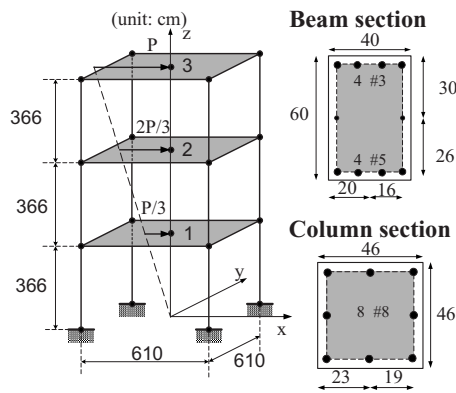 (unit: cm)
z
P
3
366
2P/3
2
366
P/3
1
366
y
x
610
610
Beam section
40
60
4 #3
30
4 #5
26
20
16
Column section
46
8 #8
46
23
19